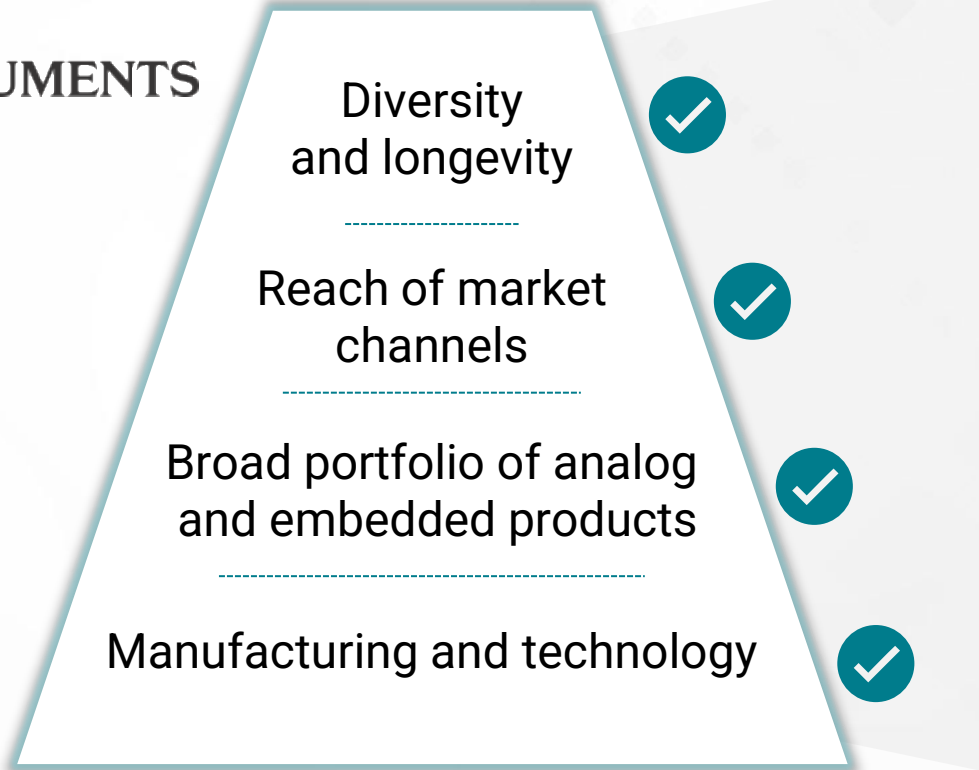 UMENTS
Diversity
and longevity
Reach of market
channels
Broad portfolio of analog
and embedded products
Manufacturing and technology